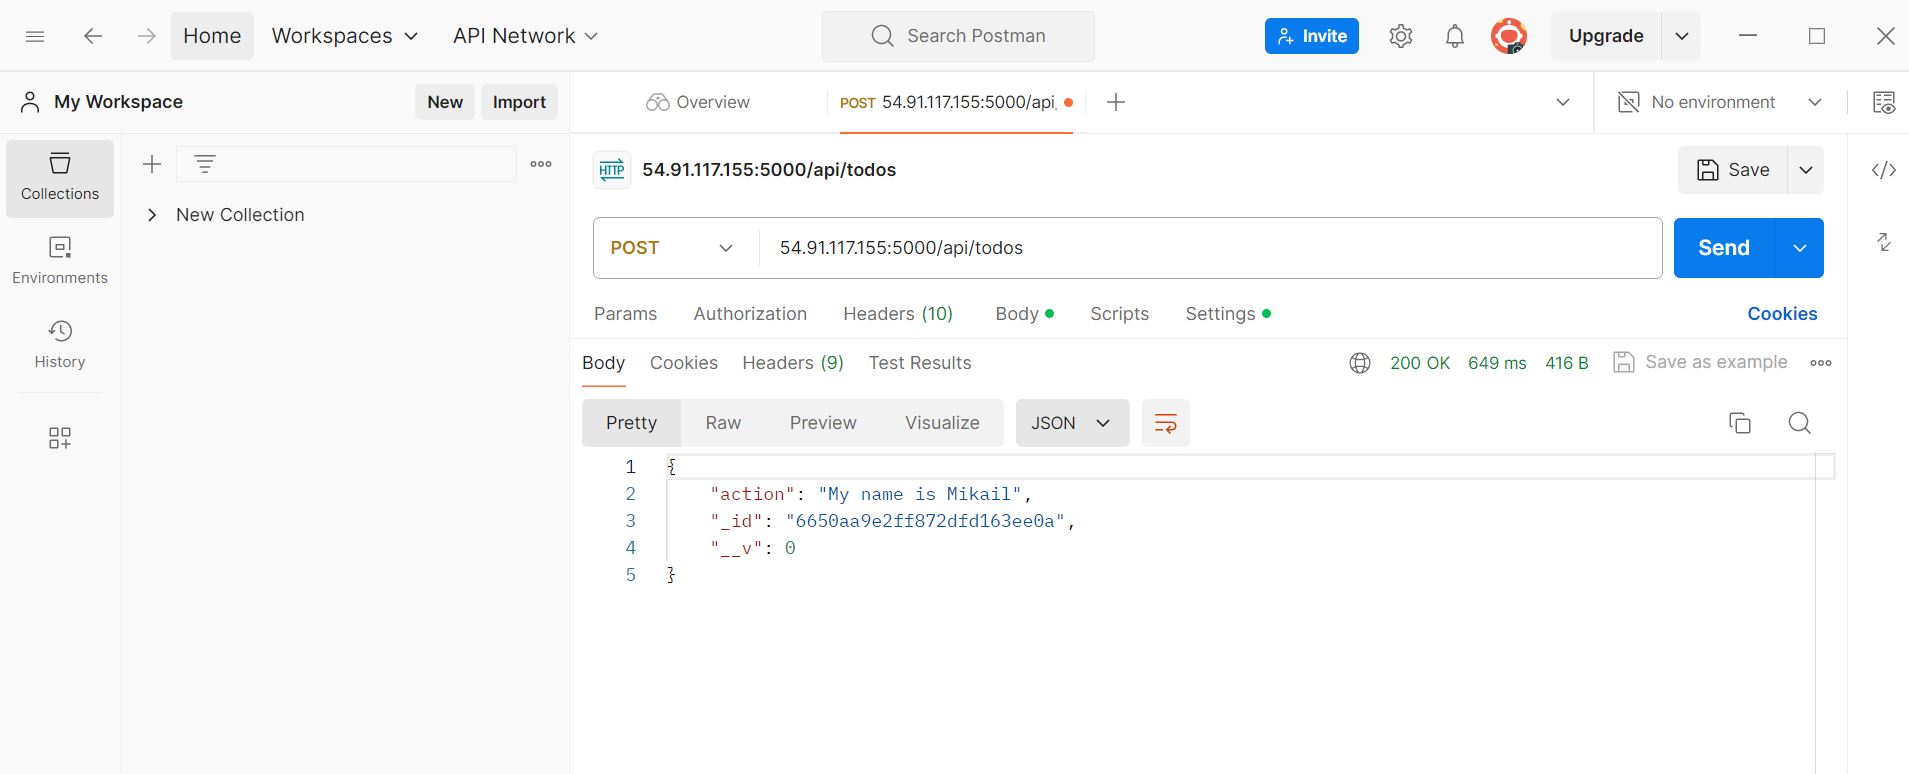 Home Workspaces API Network Search Postman Invite Upgrade
My Workspace New Import Overview POST 54.91.117.155:5000/api, No environment
Collections
HTTP 54.91.117.155:5000/api/todos Save
New Collection
POST 54.91.117.155:5000/api/todos Send
Environments
Params Authorization Headers (10) Body Scripts Settings Cookies
History
Body Cookies Headers (9) Test Results 200 OK 649 ms 416 B Save as example
Pretty Raw Preview Visualize JSON
1 {
2 "action": "My name is Mikail",
3 "_id": "6650aa9e2ff872dfd163ee0a",
4 "__v": 0
5 }